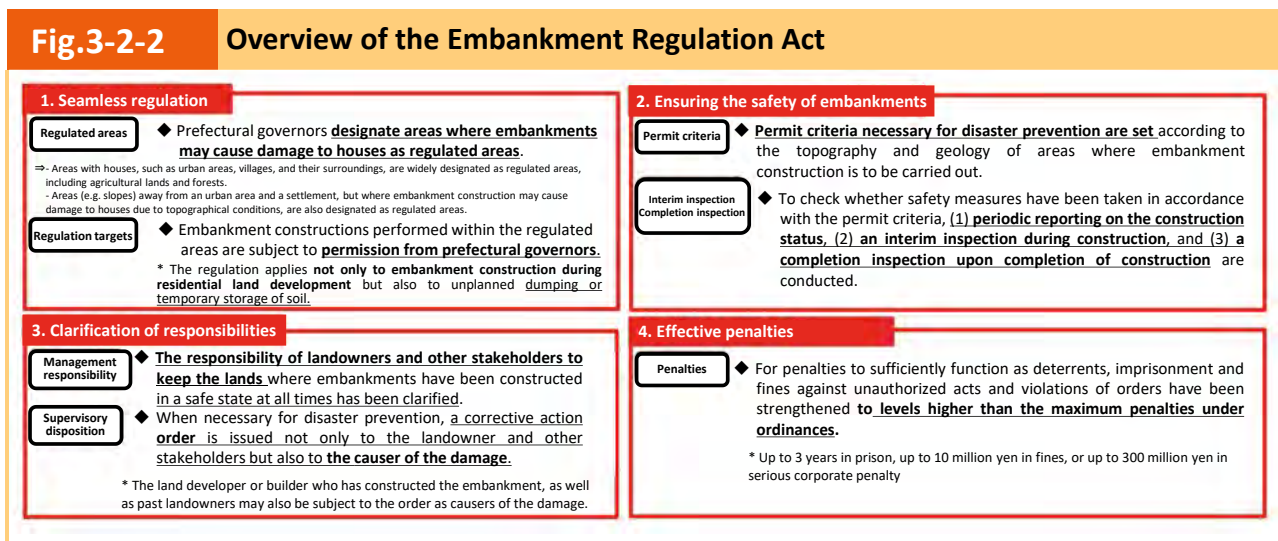 Fig.3-2-2
Overview of the Embankment Regulation Act
1. Seamless regulation
Regulated areas
◆ Prefectural governors designate areas where embankments
may cause damage to houses as regulated areas.
⇒- Areas with houses, such as urban areas, villages, and their surroundings, are widely designated as regulated areas,
including agricultural lands and forests.
- Areas (e.g. slopes) away from an urban area and a settlement, but where embankment construction may cause
damage to houses due to topographical conditions, are also designated as regulated areas.
Regulation targets
◆ Embankment constructions performed within the regulated
areas are subject to permission from prefectural governors.
* The regulation applies not only to embankment construction during
residential land development but also to unplanned dumping or
temporary storage of soil.
2. Ensuring the safety of embankments
Permit criteria
◆ Permit criteria necessary for disaster prevention are set according to
the topography and geology of areas where embankment
construction is to be carried out.
Interim inspection
Completion inspection
◆ To check whether safety measures have been taken in accordance
with the permit criteria, (1) periodic reporting on the construction
status, (2) an interim inspection during construction, and (3) a
completion inspection upon completion of construction are
conducted.
3. Clarification of responsibilities
Management
responsibility
◆ The responsibility of landowners and other stakeholders to
keep the lands where embankments have been constructed
in a safe state at all times has been clarified.
Supervisory
disposition
◆ When necessary for disaster prevention, a corrective action
order is issued not only to the landowner and other
stakeholders but also to the causer of the damage.
* The land developer or builder who has constructed the embankment, as well
as past landowners may also be subject to the order as causers of the damage.
4. Effective penalties
Penalties
◆ For penalties to sufficiently function as deterrents, imprisonment and
fines against unauthorized acts and violations of orders have been
strengthened to levels higher than the maximum penalties under
ordinances.
* Up to 3 years in prison, up to 10 million yen in fines, or up to 300 million yen in
serious corporate penalty